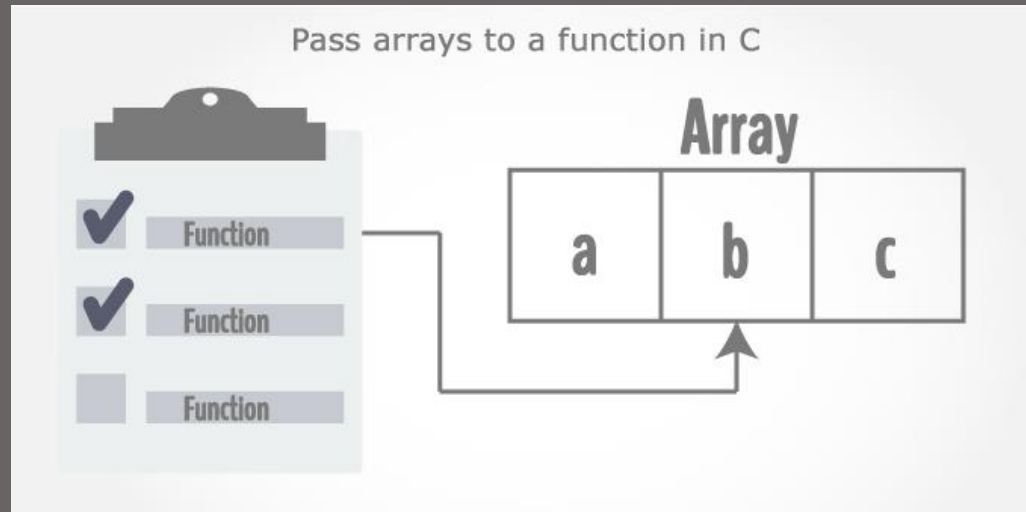 Pass arrays to a function in C
Array
Function
Function
Function
a
b
c